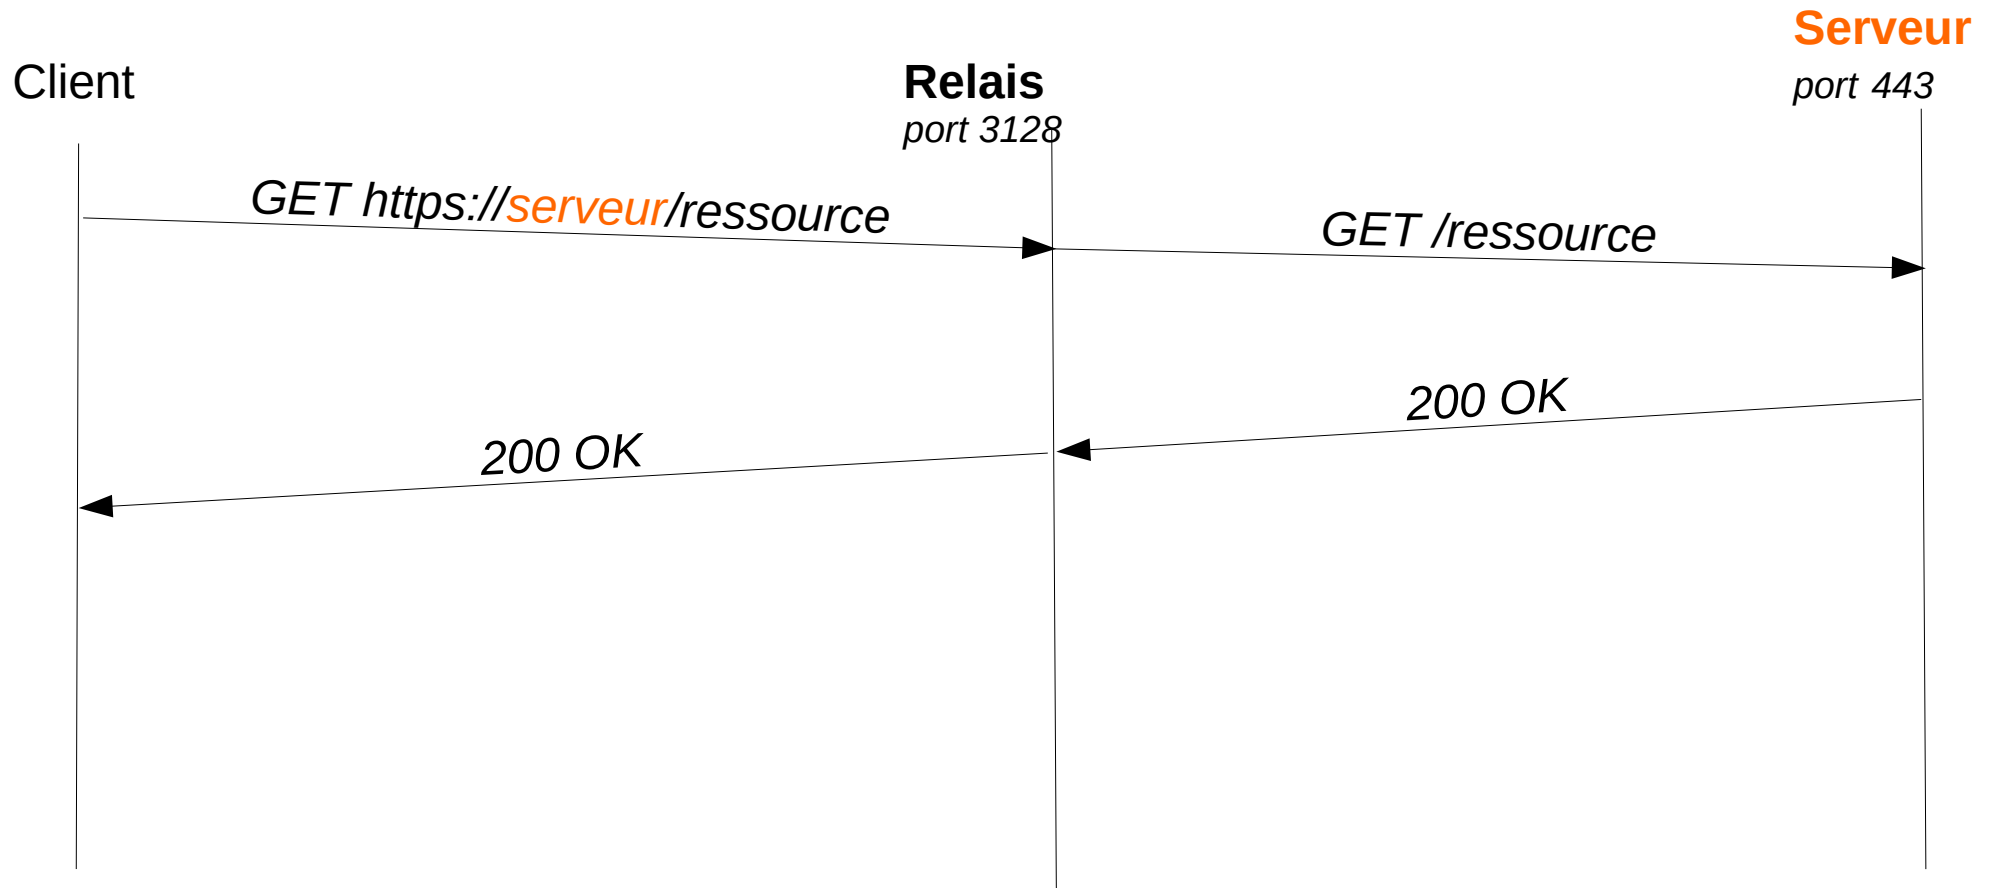 Serveur
Client
Relais
port 443
port 3128
GET https://serveur/ressource
GET /ressource
200 OK
200 OK